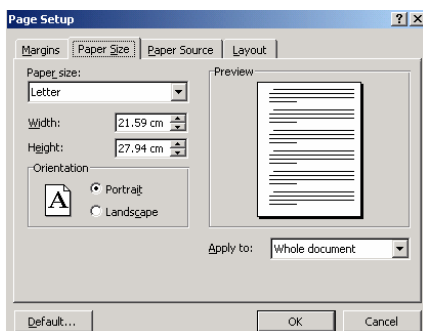 Page Setup
Margins Paper Size Paper Source Layout
Paper size:
Letter
Width: 21.59 cm
Height: 27.94 cm
Orientation
A
Portrait
Landscape
Preview
Apply to: Whole document
Default... OK Cancel